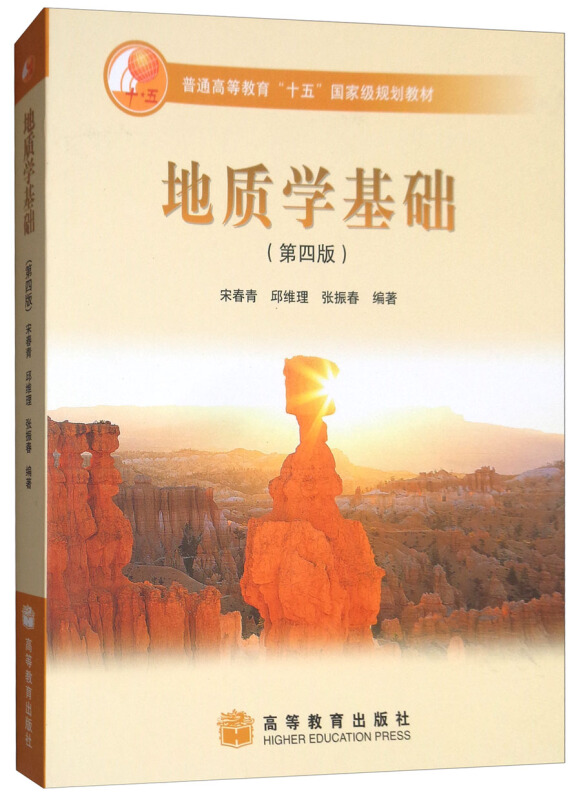 十·五
普通高等教育“十五”国家级规划教材
地质学基础
（第四版）
宋春青 邱维理 张振春 编著
高等教育出版社
HIGHER EDUCATION PRESS
地质学基础
（第四版）
宋春青 邱维理 张振春 编著
高等教育出版社